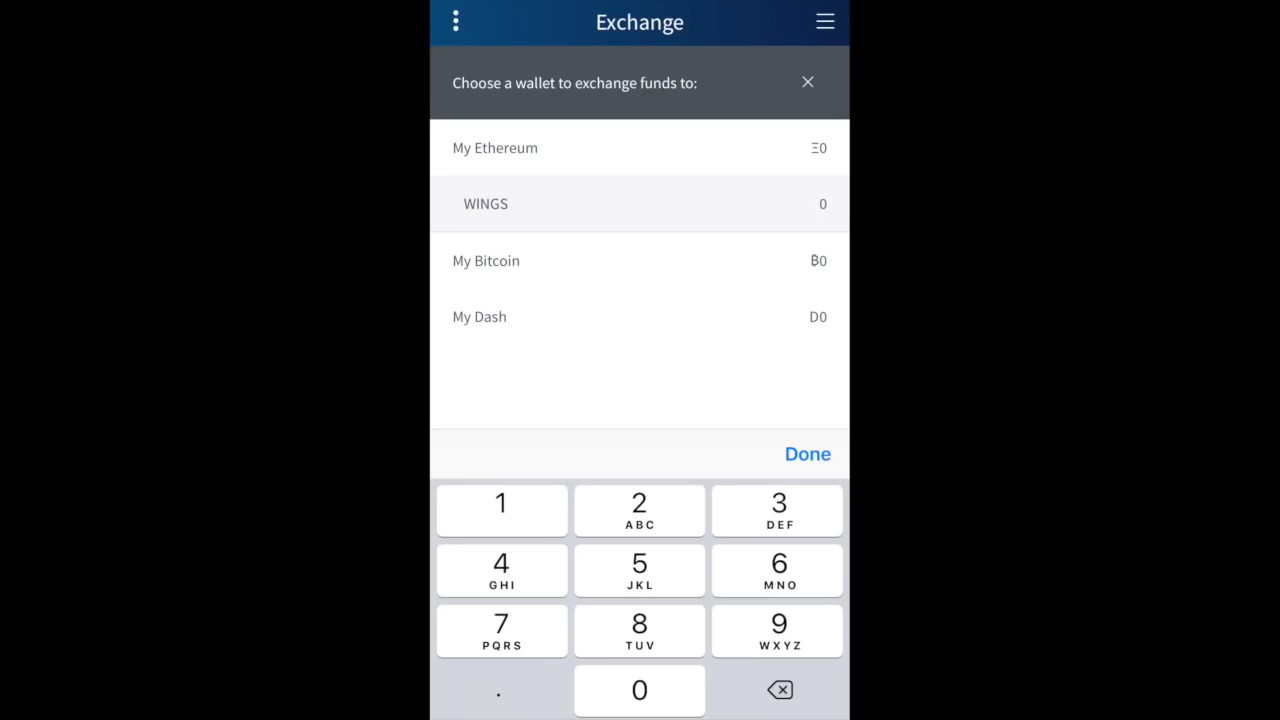 Exchange
Choose a wallet to exchange funds to:
My Ethereum Ξ0
WINGS 0
My Bitcoin ₿0
My Dash D0
Done
1 2 3
ABC DEF
4 5 6
GHI JKL MNO
7 8 9
PQRS TUV WXYZ
. 0